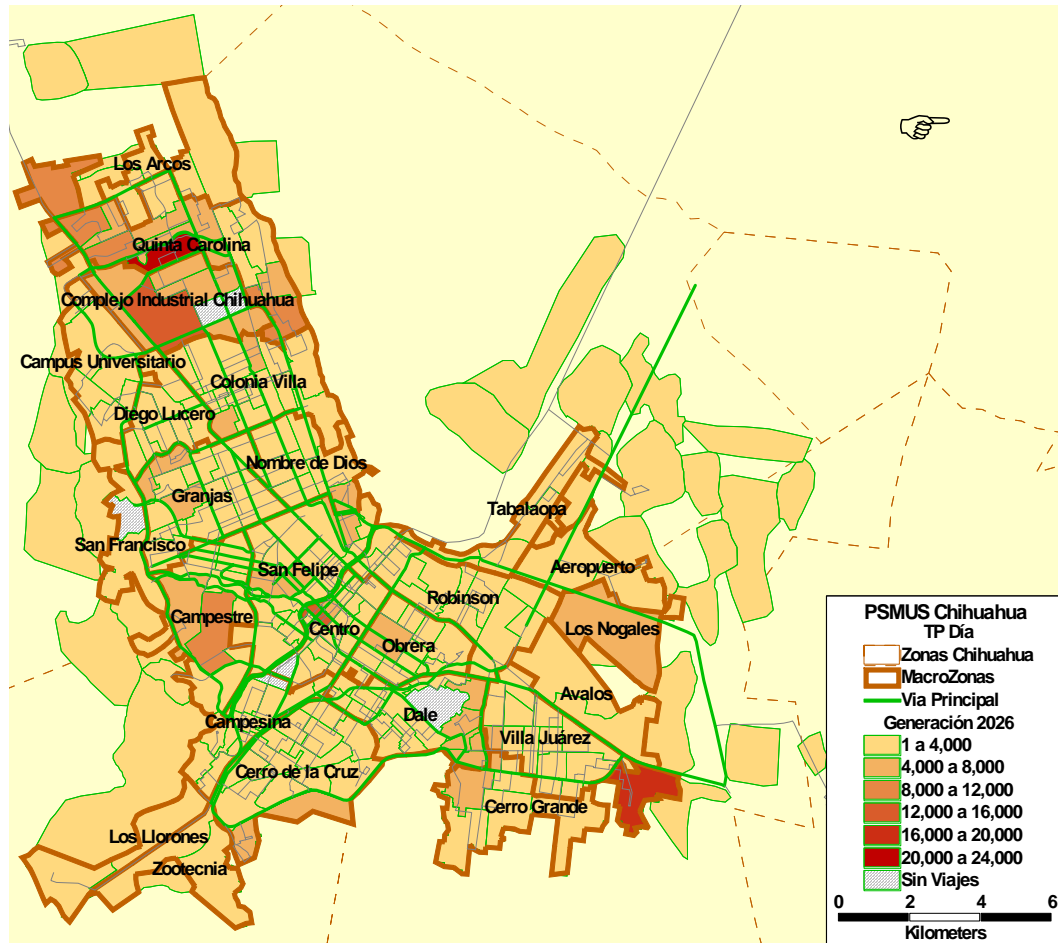 Los Arcos
Quinta Carolina
Complejo Industrial Chihuahua
Campus Universitario
Colonia Villa
Diego Lucero
Nombre de Dios
Granjas
Tabalaopa
San Francisco
Aeropuerto
San Felipe
Robinson
Campestre
Centro
Los Nogales
Obrera
Avalos
Campesina
Dale
Villa Juárez
Cerro de la Cruz
Cerro Grande
Los Llorones
Zootecnia
PSMUS Chihuahua
TP Día
Zonas Chihuahua
MacroZonas
Via Principal
Generación 2026
1 a 4,000
4,000 a 8,000
8,000 a 12,000
12,000 a 16,000
16,000 a 20,000
20,000 a 24,000
Sin Viajes
0 2 4 6
Kilometers